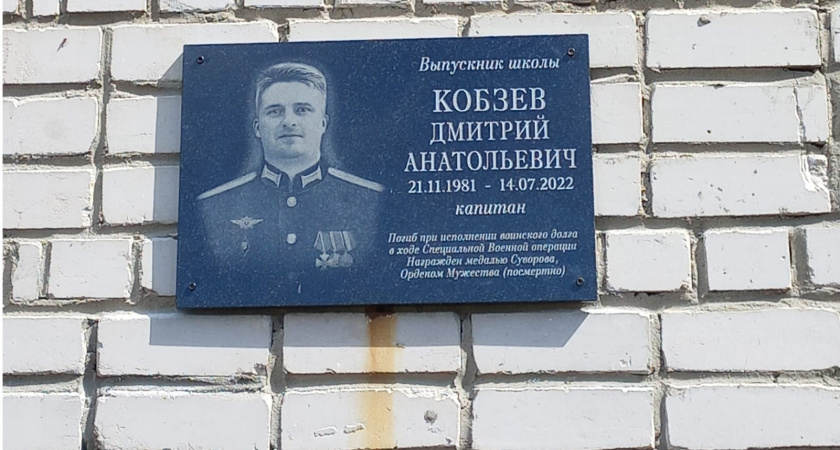 Выпускник школы
КОБЗЕВ
ДМИТРИЙ
АНАТОЛЬЕВИЧ
21.11.1981 - 14.07.2022
капитан
Погиб при исполнении воинского долга
в ходе Специальной Военной операции
Награжден медалью Суворова,
Орденом Мужества (посмертно)